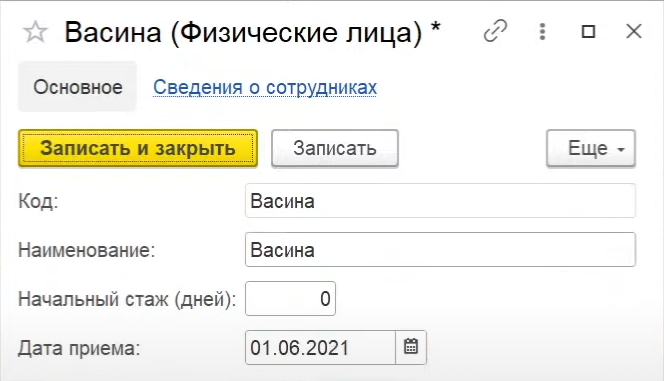 Васина (Физические лица) *
Основное Сведения о сотрудниках
Записать и закрыть Записать Еще
Код: Васина
Наименование: Васина
Начальный стаж (дней): 0
Дата приема: 01.06.2021